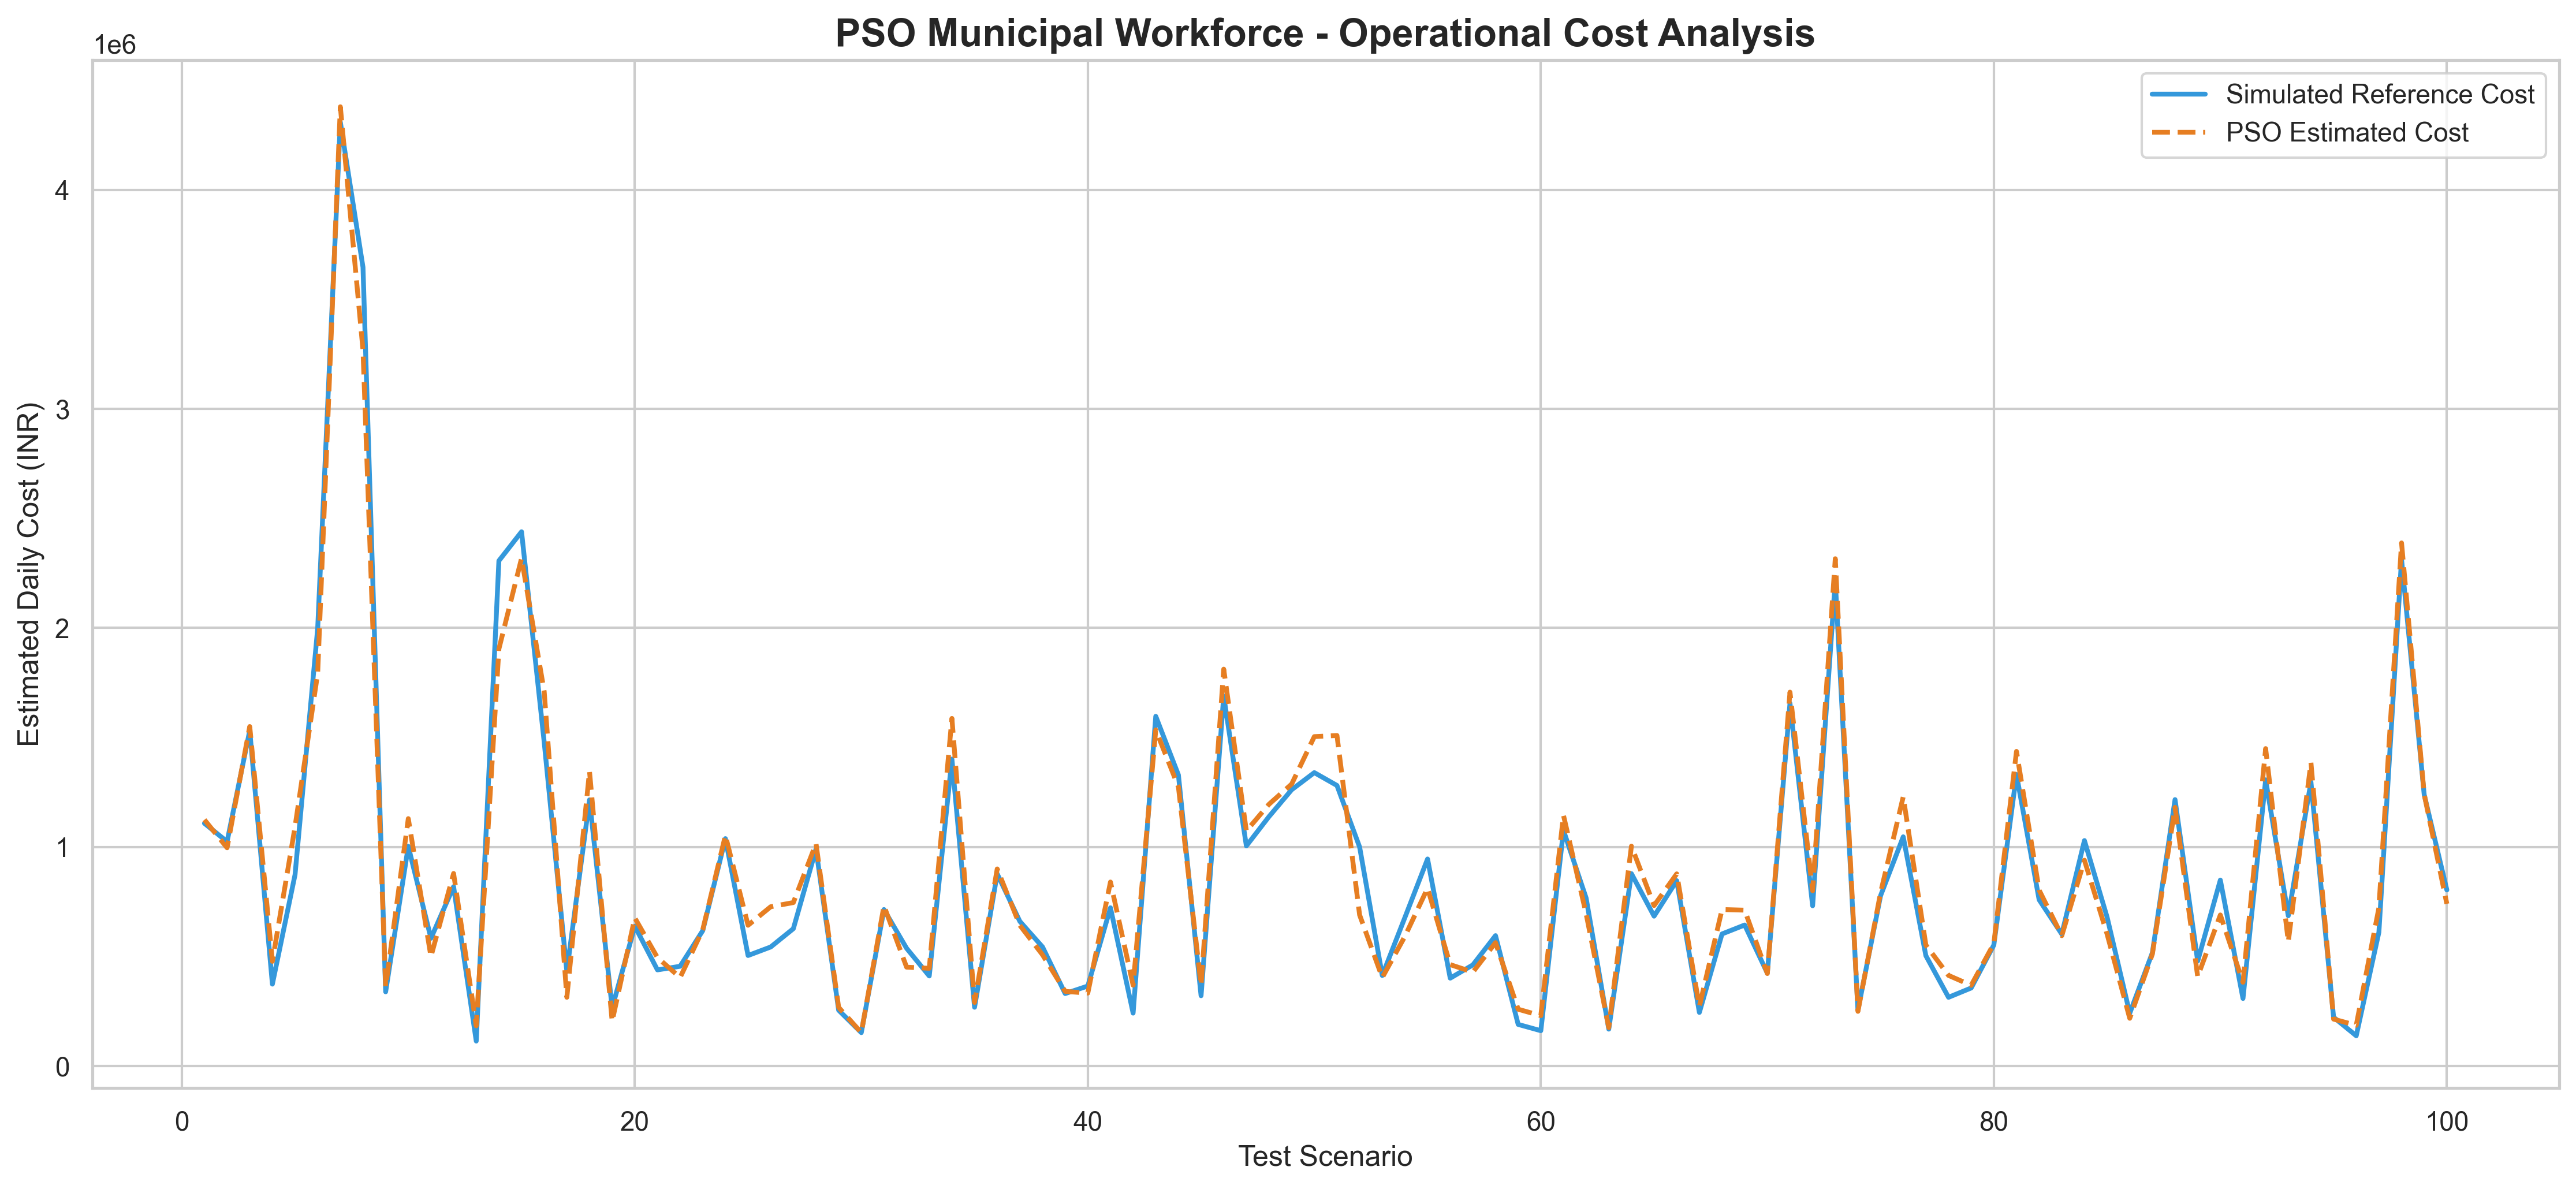 PSO Municipal Workforce - Operational Cost Analysis
1e6
Simulated Reference Cost
PSO Estimated Cost
4
3
2
1
0
Estimated Daily Cost (INR)
0 20 40 60 80 100
Test Scenario